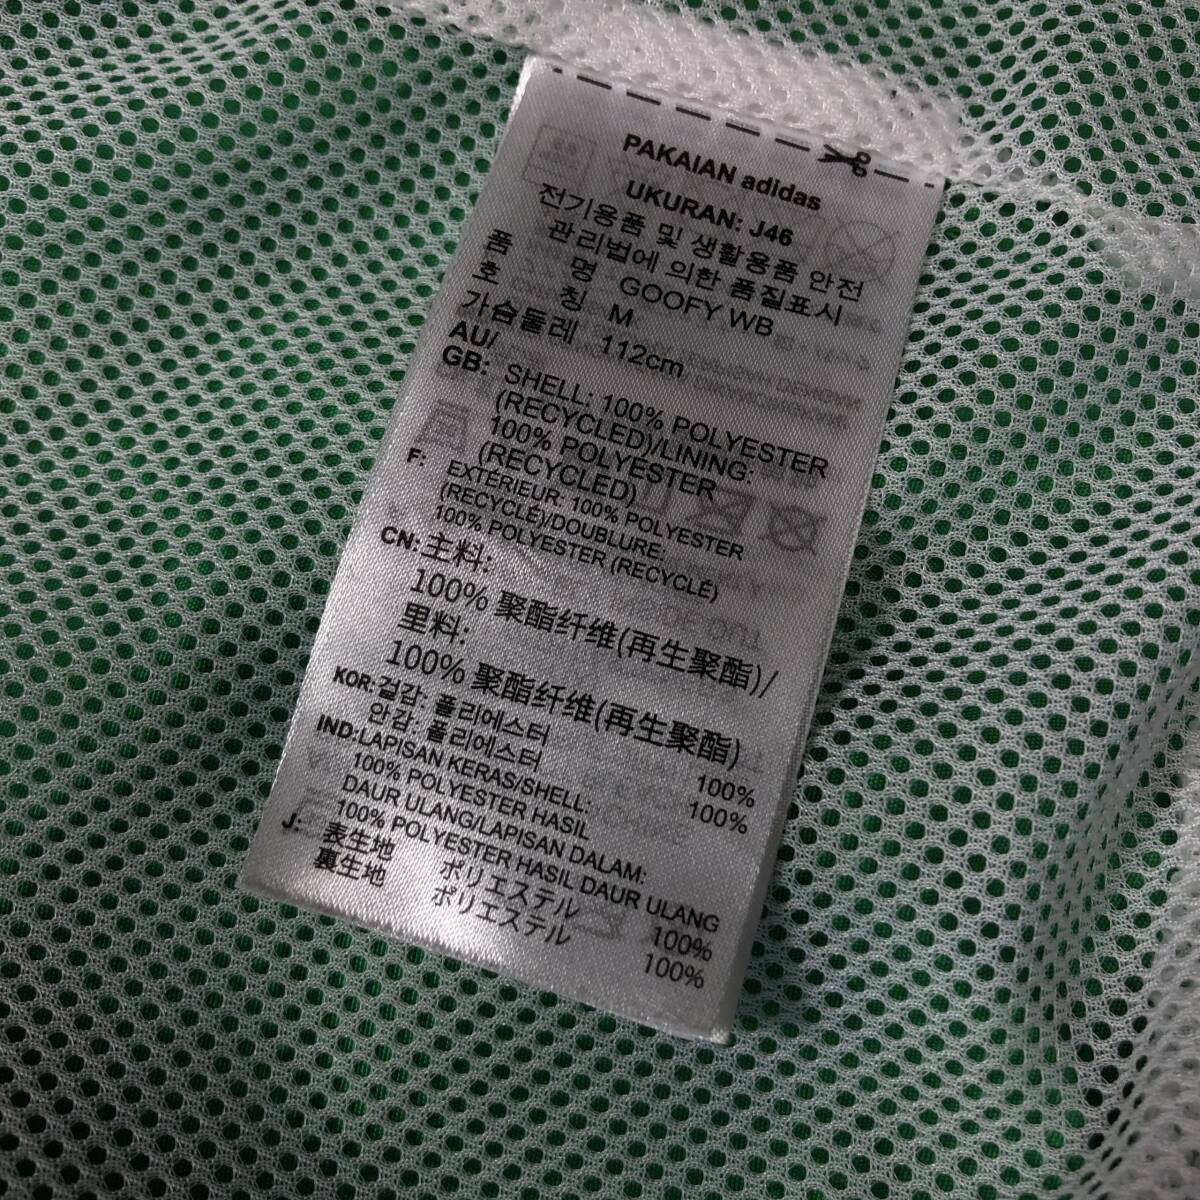 PAKAIAN adidas
UKURAN: J46
전기용품 및 생활용품 안전
관리법에 의한 품질표시
품 명 GOOFY WB
호 칭 M
가슴둘레 112cm
AU/
GB: SHELL: 100% POLYESTER
(RECYCLED)/LINING:
100% POLYESTER
(RECYCLED)
F: EXTÉRIEUR: 100% POLYESTER
(RECYCLÉ)/DOUBLURE:
100% POLYESTER (RECYCLÉ)
CN: 主料:
100% 聚酯纤维(再生聚酯)/
里料:
100% 聚酯纤维(再生聚酯)
KOR: 겉감: 폴리에스터 100%
안감: 폴리에스터 100%
IND: LAPISAN KERAS/SHELL:
100% POLYESTER HASIL
DAUR ULANG/LAPISAN DALAM:
100% POLYESTER HASIL DAUR ULANG
J: 表生地 ポリエステル 100%
裏生地 ポリエステル 100%